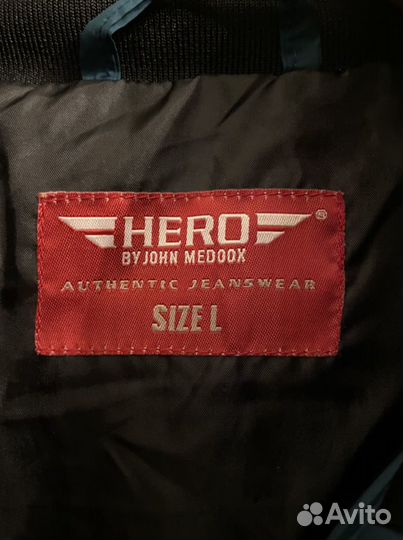 HERO®
BY JOHN MEDOOX
AUTHENTIC JEANSWEAR
SIZE L
Avito